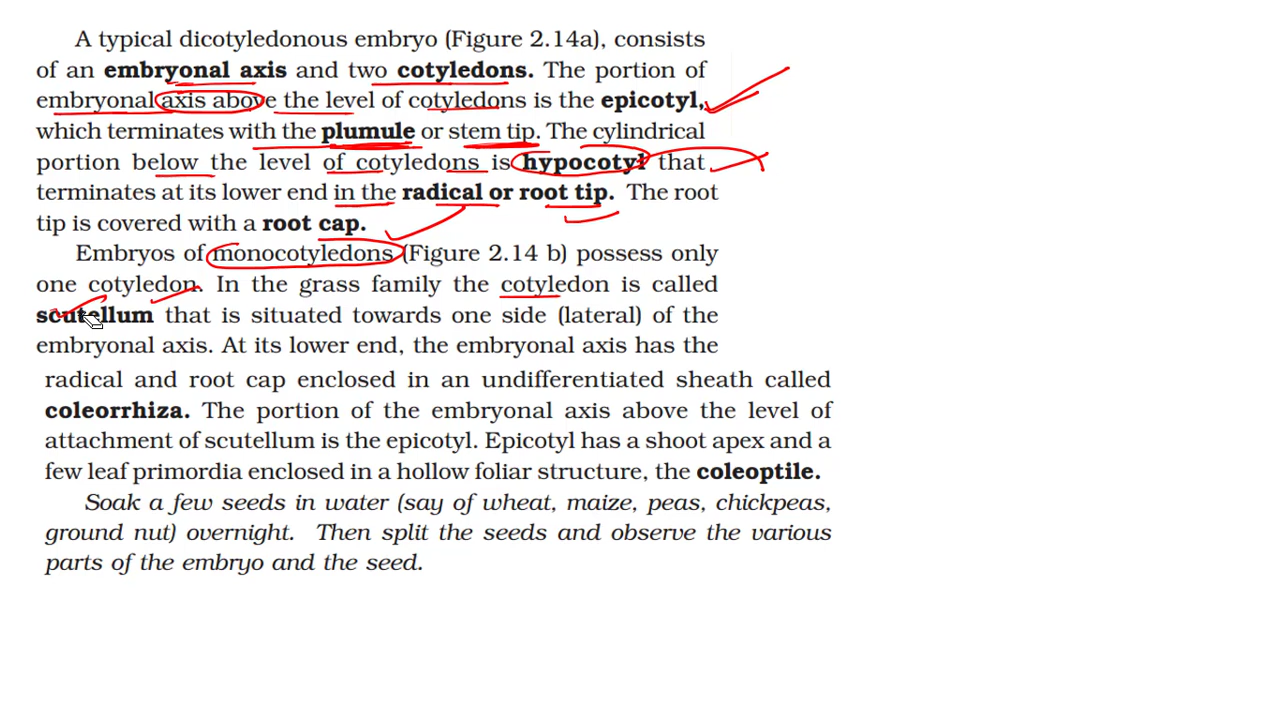 A typical dicotyledonous embryo (Figure 2.14a), consists
of an embryonal axis and two cotyledons. The portion of
embryonal axis above the level of cotyledons is the epicotyl,
which terminates with the plumule or stem tip. The cylindrical
portion below the level of cotyledons is hypocotyl that
terminates at its lower end in the radical or root tip. The root
tip is covered with a root cap.
Embryos of monocotyledons (Figure 2.14 b) possess only
one cotyledon. In the grass family the cotyledon is called
scutellum that is situated towards one side (lateral) of the
embryonal axis. At its lower end, the embryonal axis has the
radical and root cap enclosed in an undifferentiated sheath called
coleorrhiza. The portion of the embryonal axis above the level of
attachment of scutellum is the epicotyl. Epicotyl has a shoot apex and a
few leaf primordia enclosed in a hollow foliar structure, the coleoptile.
Soak a few seeds in water (say of wheat, maize, peas, chickpeas,
ground nut) overnight. Then split the seeds and observe the various
parts of the embryo and the seed.